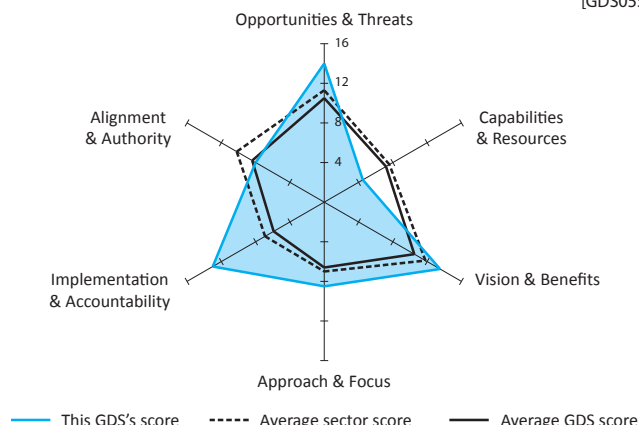 [GDS05
Opportunities & Threats
16
12
8
4
Alignment
& Authority
Capabilities
& Resources
Implementation
& Accountability
Vision & Benefits
Approach & Focus
This GDS's score
Average sector score
Average GDS score